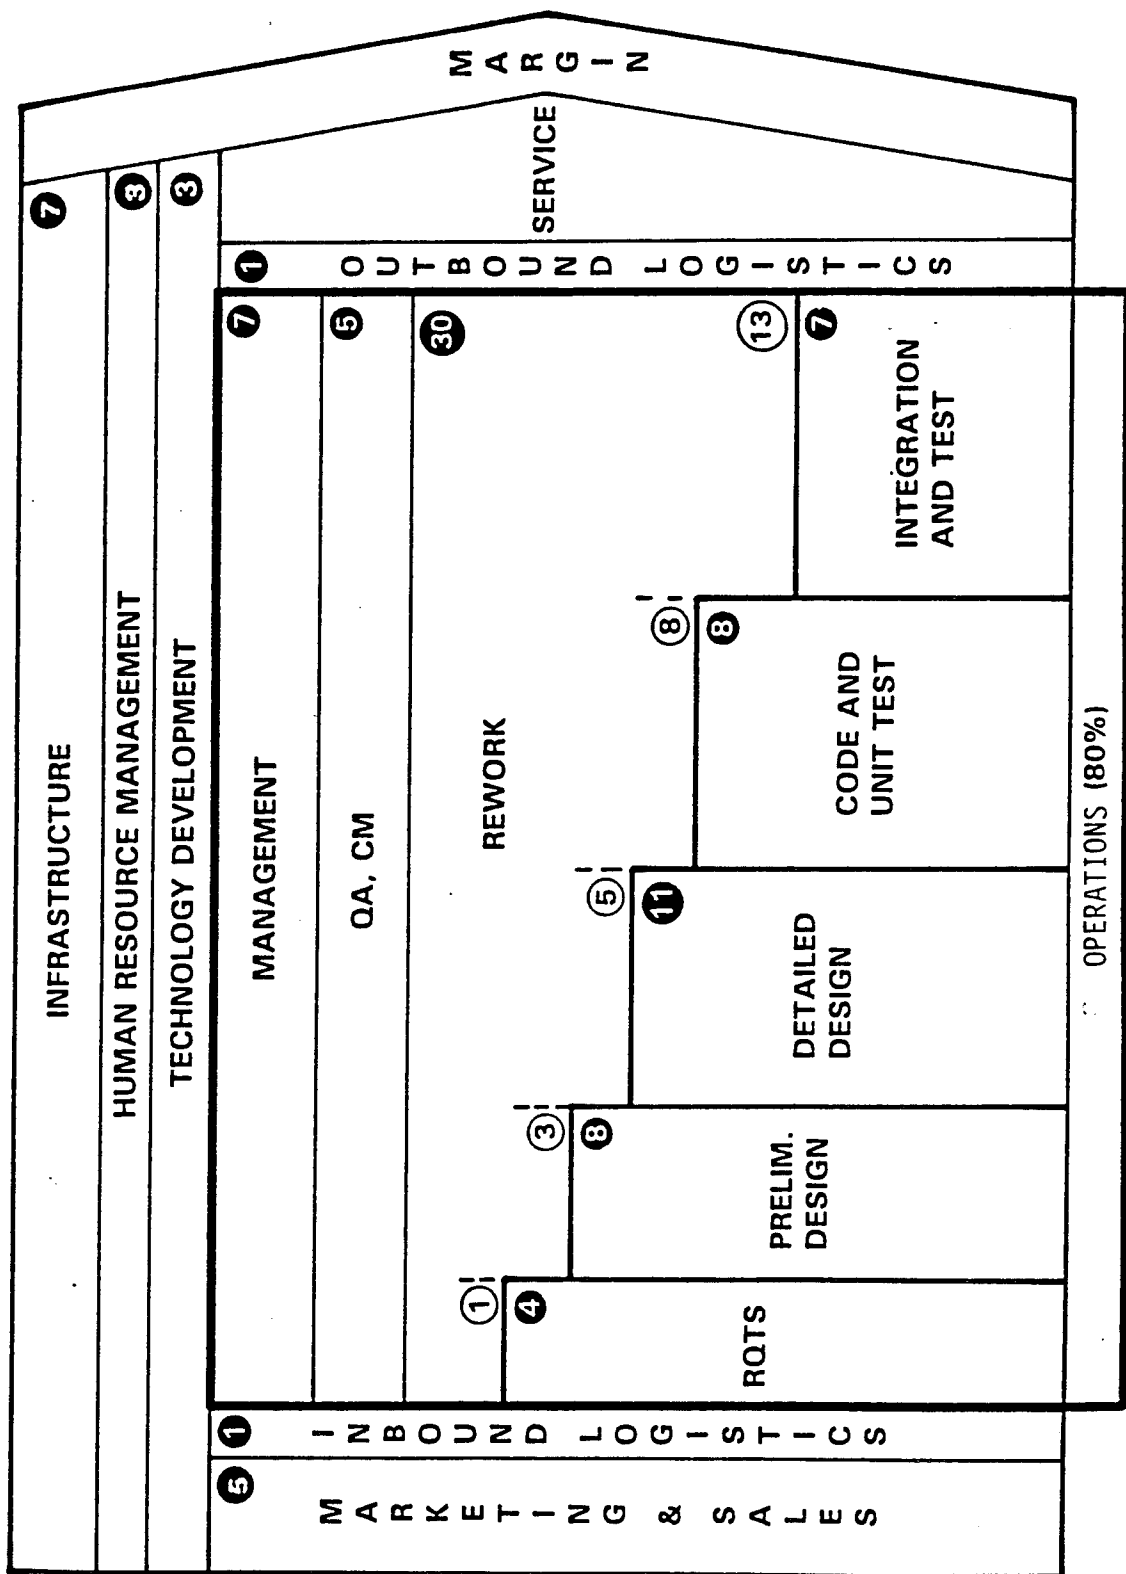 INFRASTRUCTURE
7
HUMAN RESOURCE MANAGEMENT
3
TECHNOLOGY DEVELOPMENT
3
MARGIN
5
MARKETING & SALES
1
INBOUND LOGISTICS
MANAGEMENT
7
QA, CM
5
REWORK
30
1
4
RQTS
3
8
PRELIM.
DESIGN
5
11
DETAILED
DESIGN
8
8
CODE AND
UNIT TEST
13
7
INTEGRATION
AND TEST
1
OUTBOUND LOGISTICS
SERVICE
OPERATIONS (80%)